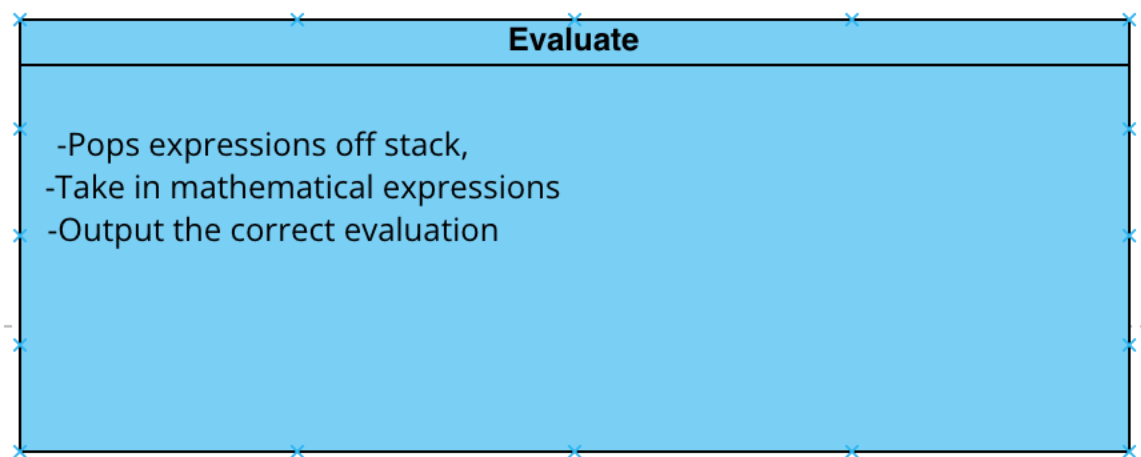 Evaluate
-Pops expressions off stack,
-Take in mathematical expressions
-Output the correct evaluation